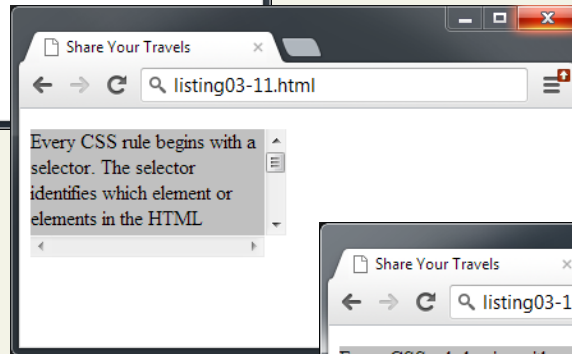 Share Your Travels
listing03-11.html
Every CSS rule begins with a
selector. The selector
identifies which element or
elements in the HTML
Share Your Travels
listing03-1